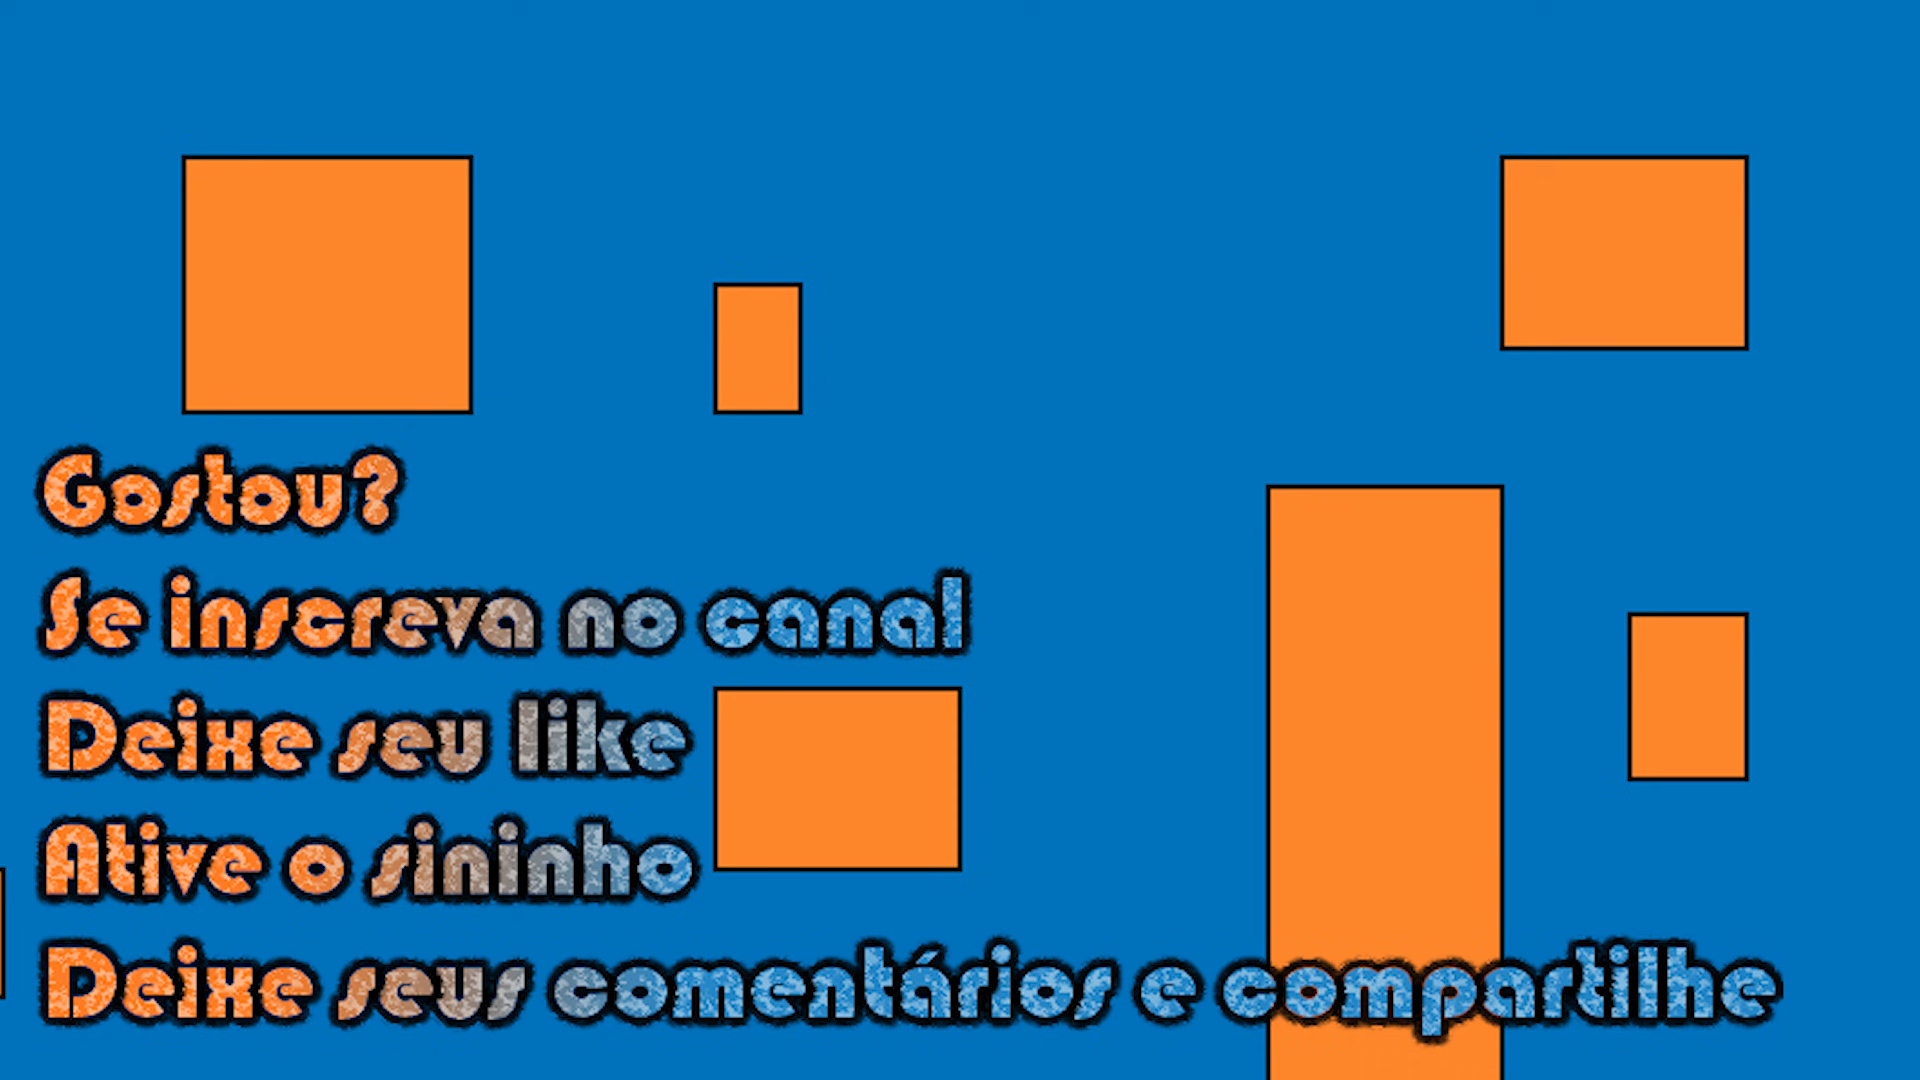 Gostou?
Se inscreva no canal
Deixe seu like
Ative o sininho
Deixe seus comentários e compartilhe